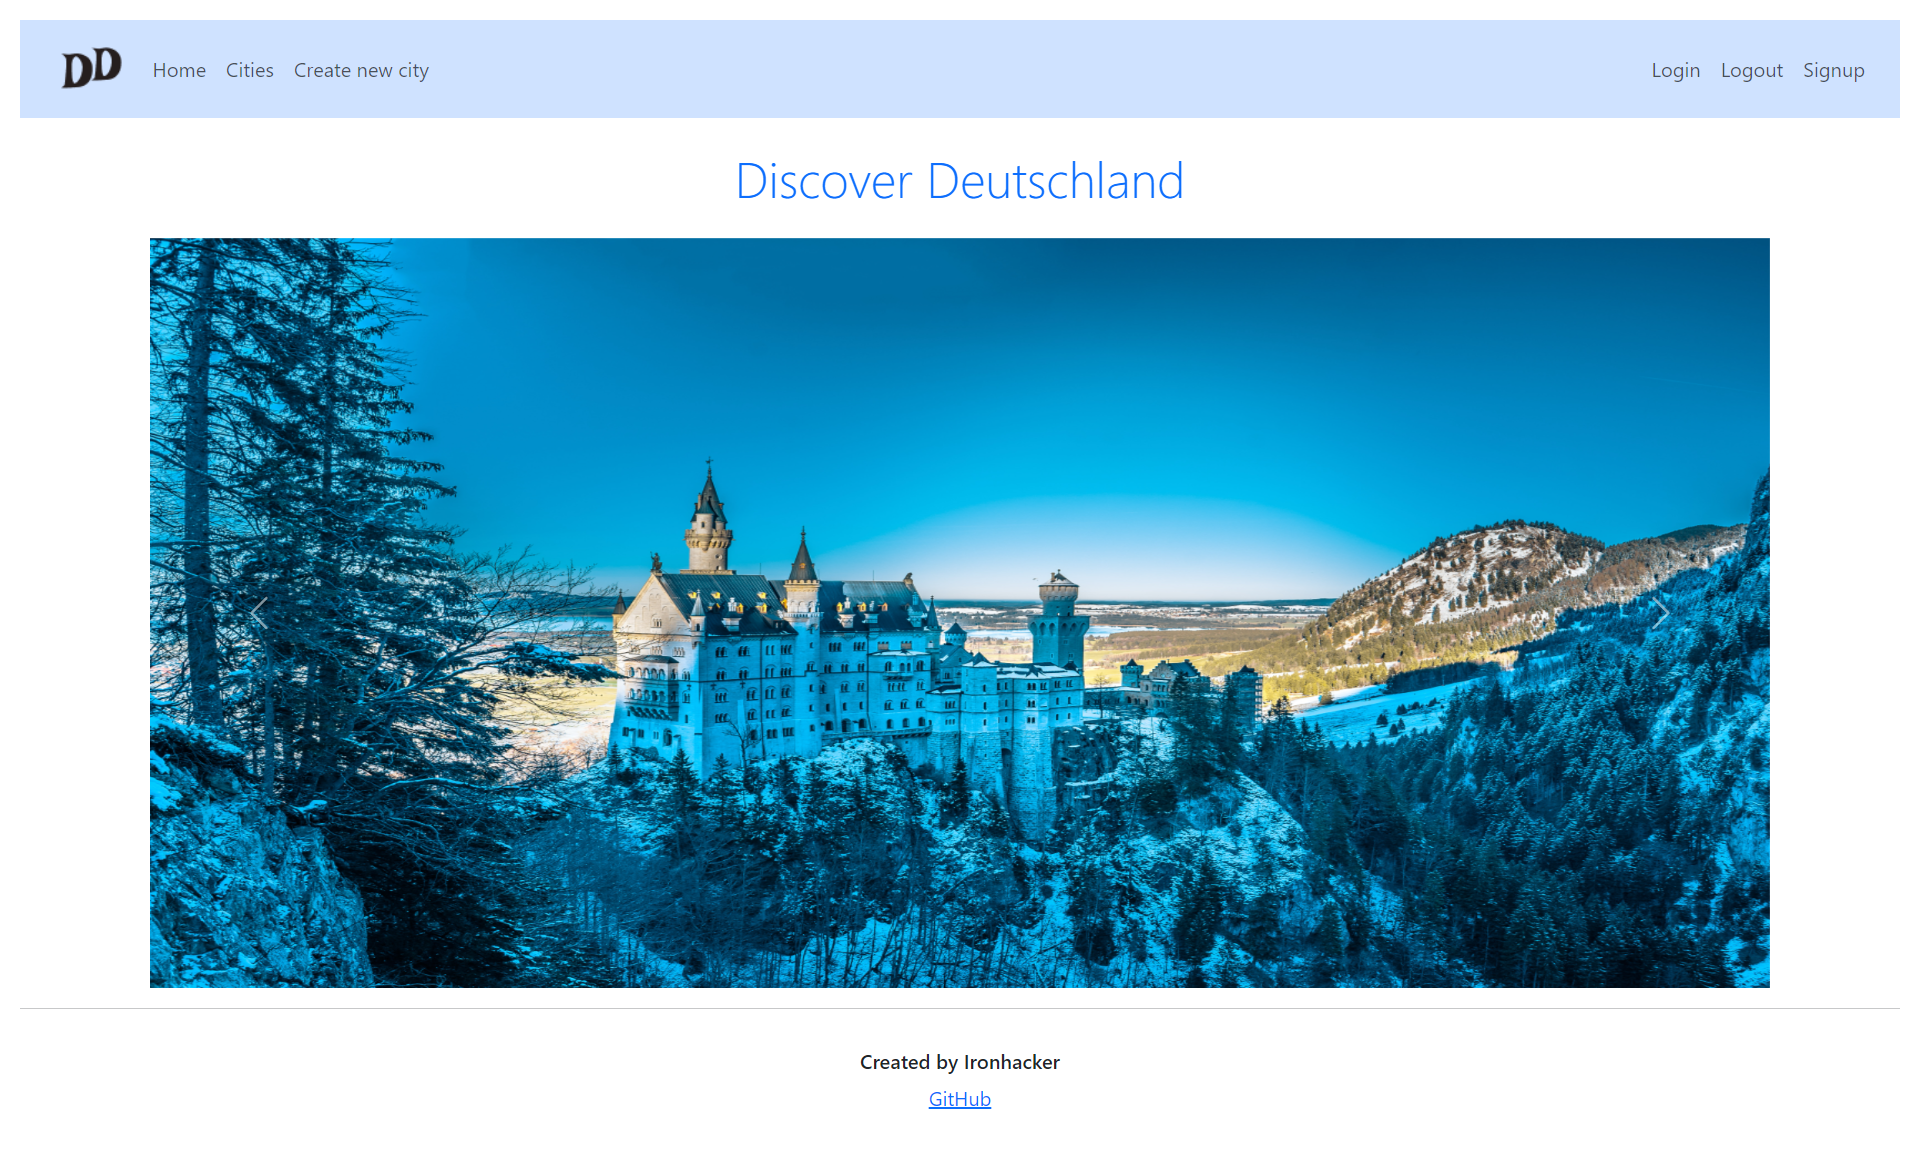 DD Home Cities Create new city Login Logout Signup
Discover Deutschland
Created by Ironhacker
GitHub